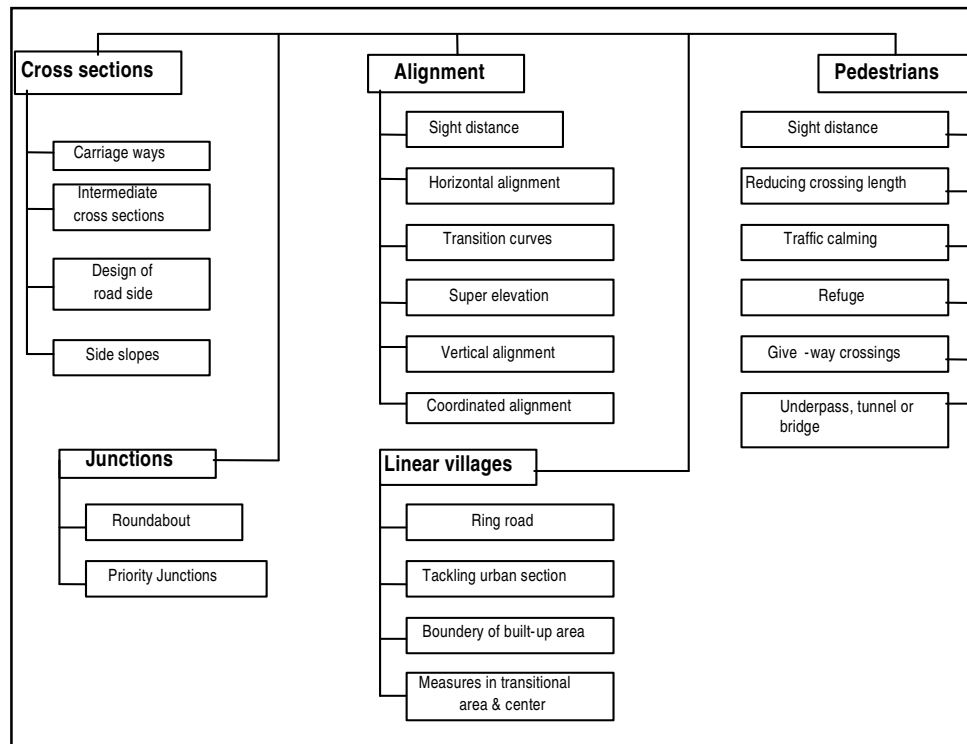 Cross sections
Carriage ways
Intermediate
cross sections
Design of
road side
Side slopes
Alignment
Sight distance
Horizontal alignment
Transition curves
Super elevation
Vertical alignment
Coordinated alignment
Pedestrians
Sight distance
Reducing crossing length
Traffic calming
Refuge
Give -way crossings
Underpass, tunnel or
bridge
Junctions
Roundabout
Priority Junctions
Linear villages
Ring road
Tackling urban section
Boundery of built-up area
Measures in transitional
area & center